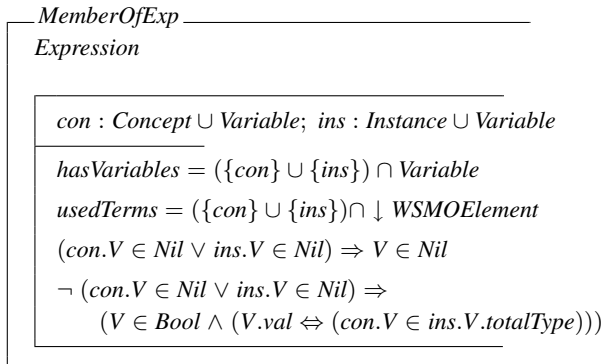 MemberOfExp
Expression
con : Concept ∪ Variable; ins : Instance ∪ Variable
hasVariables = ({con} ∪ {ins}) ∩ Variable
usedTerms = ({con} ∪ {ins})∩ ↓ WSMOElement
(con.V ∈ Nil ∨ ins.V ∈ Nil) ⇒ V ∈ Nil
¬ (con.V ∈ Nil ∨ ins.V ∈ Nil) ⇒
(V ∈ Bool ∧ (V.val ⇔ (con.V ∈ ins.V.totalType)))